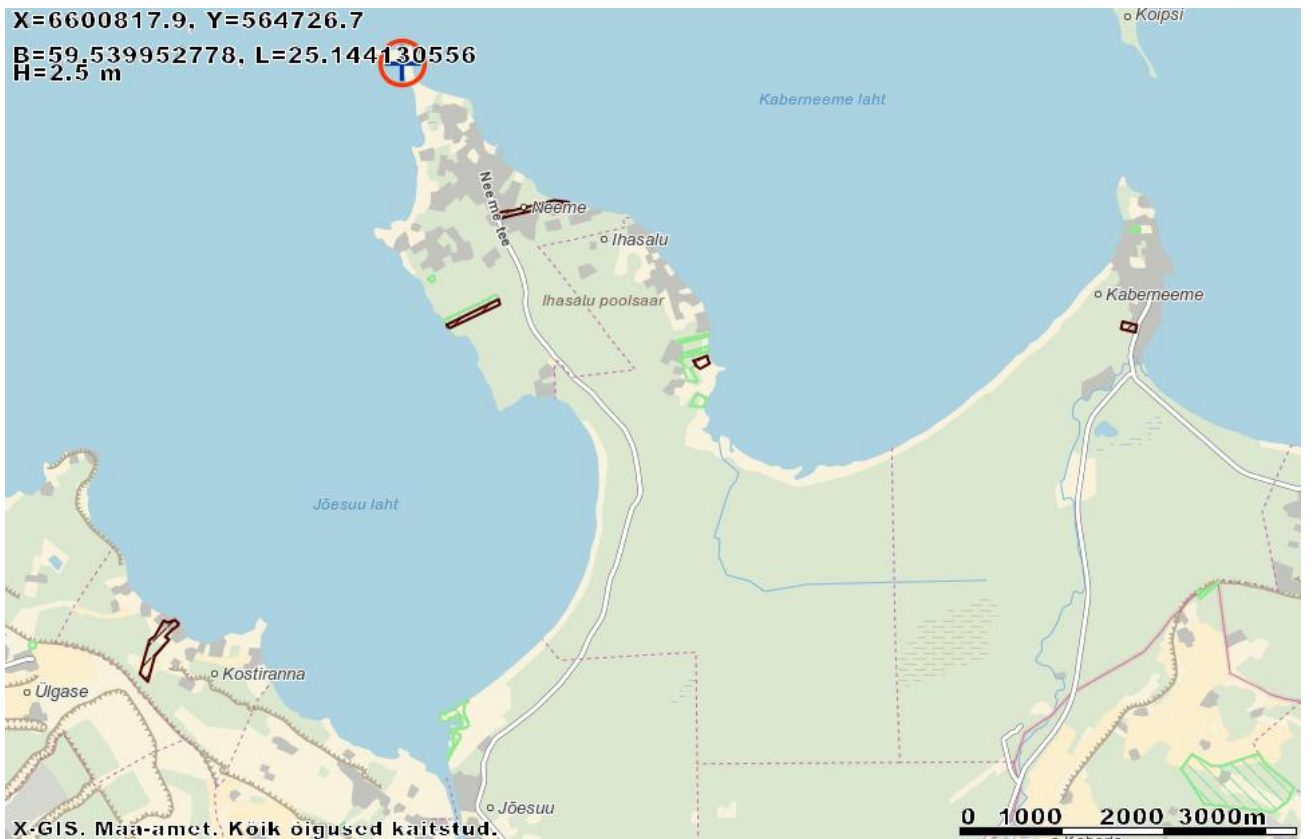 X=6600817.9, Y=564726.7
Koipsi
B=59.539952778, L=25.144130556
H=2.5 m
Kaberneeme laht
Neeme tee
Neeme
Ihasalu
Ihasalu poolsaar
Kaberneeme
Jõesuu laht
Kostiranna
Ülgase
Jõesuu
0 1000 2000 3000m
X-GIS. Maa-amet. Kõik õigused kaitstud.